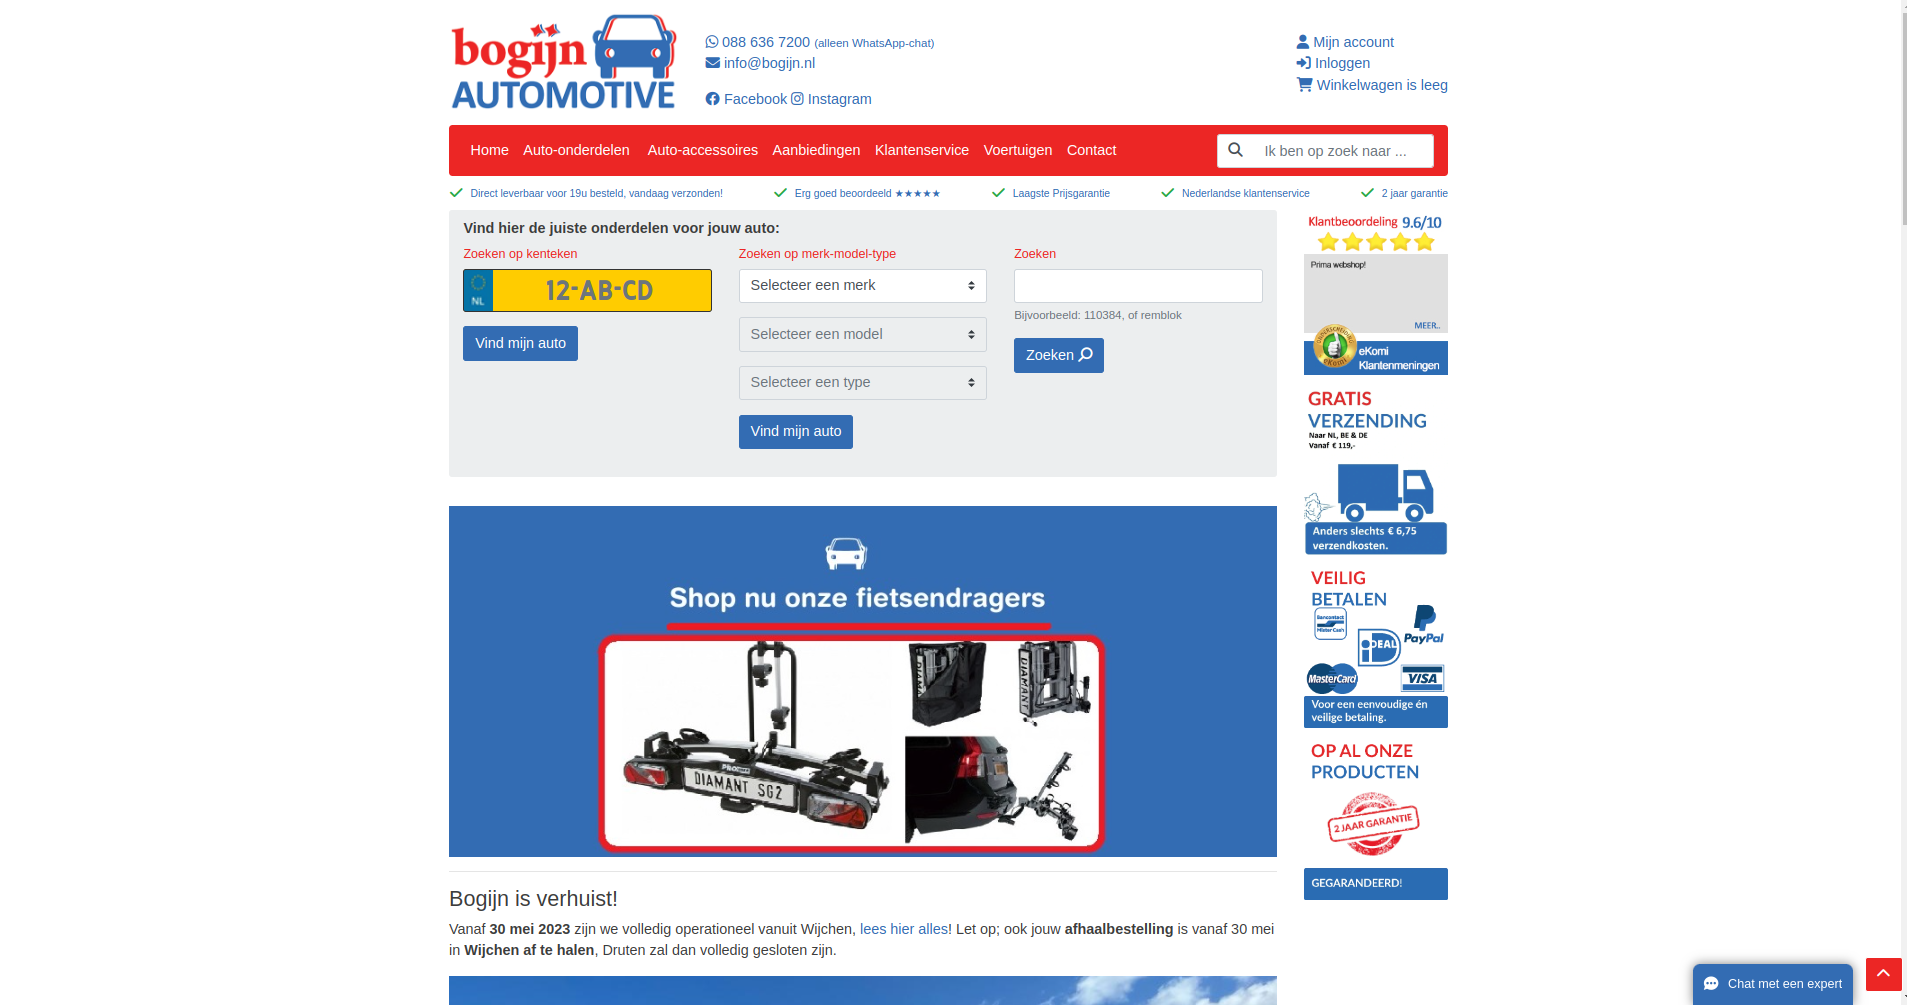 bogijn
AUTOMOTIVE
088 636 7200 (alleen WhatsApp-chat)
info@bogijn.nl
Facebook Instagram
Mijn account
Inloggen
Winkelwagen is leeg
Home Auto-onderdelen Auto-accessoires Aanbiedingen Klantenservice Voertuigen Contact
Ik ben op zoek naar ...
Direct leverbaar voor 19u besteld, vandaag verzonden! Erg goed beoordeeld ★★★★★ Laagste Prijsgarantie Nederlandse klantenservice 2 jaar garantie
Vind hier de juiste onderdelen voor jouw auto:
Zoeken op kenteken
NL 12-AB-CD
Vind mijn auto
Zoeken op merk-model-type
Selecteer een merk
Selecteer een model
Selecteer een type
Vind mijn auto
Zoeken
Bijvoorbeeld: 110384, of remblok
Zoeken
Klantbeoordeling 9.6/10
Prima webshop!
MEER..
eKomi
eKomi
Klantenmeningen
GRATIS
VERZENDING
Naar NL, BE & DE
Vanaf € 119,-
Anders slechts € 6,75
verzendkosten.
VEILIG
BETALEN
Bancontact
Mister Cash
PayPal
iDEAL
MasterCard
VISA
Voor een eenvoudige én
veilige betaling.
OP AL ONZE
PRODUCTEN
2 JAAR GARANTIE
GEGARANDEERD!
Shop nu onze fietsendragers
DIAMANT
DIAMANT
DIAMANT SG2
Bogijn is verhuist!
Vanaf 30 mei 2023 zijn we volledig operationeel vanuit Wijchen, lees hier alles! Let op; ook jouw afhaalbestelling is vanaf 30 mei
in Wijchen af te halen, Druten zal dan volledig gesloten zijn.
Chat met een expert